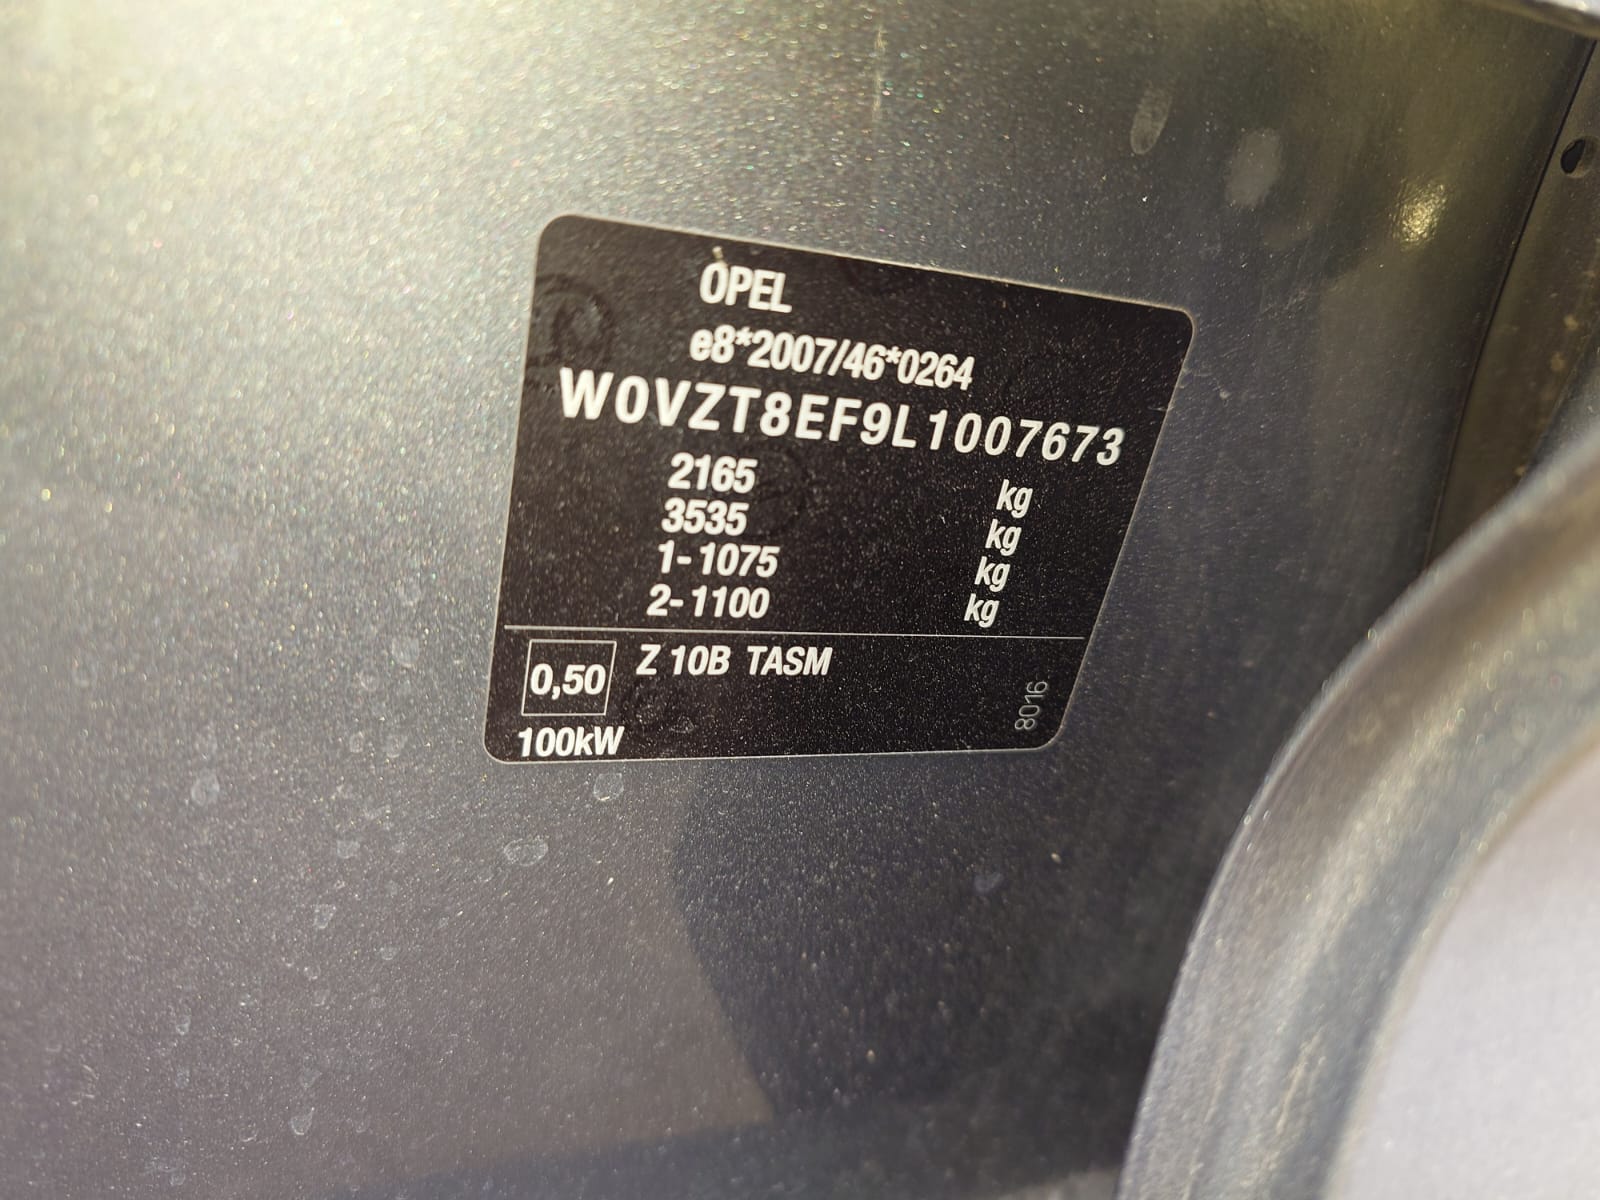 OPEL
e8*2007/46*0264
W0VZT8EF9L1007673
2165 kg
3535 kg
1-1075 kg
2-1100 kg
0,50 Z 10B TASM
100kW
8016